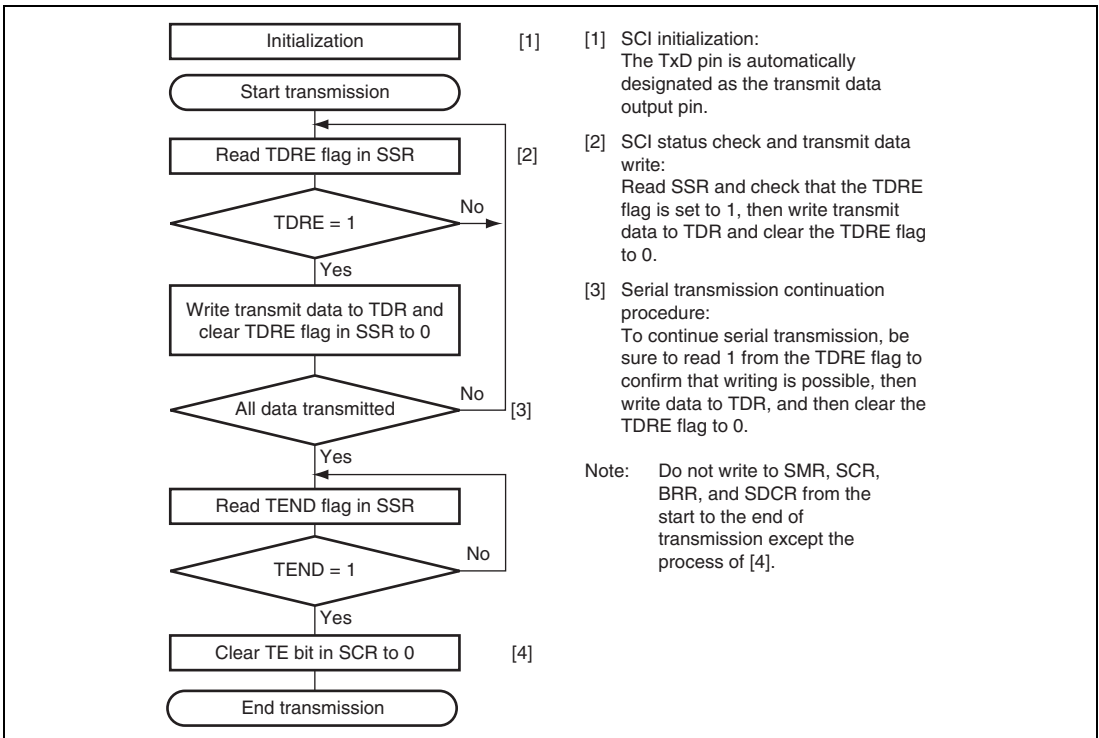 Initialization [1]
Start transmission
Read TDRE flag in SSR [2]
No
TDRE = 1
Yes
Write transmit data to TDR and
clear TDRE flag in SSR to 0
No
All data transmitted [3]
Yes
Read TEND flag in SSR
No
TEND = 1
Yes
Clear TE bit in SCR to 0 [4]
End transmission
[1] SCI initialization:
The TxD pin is automatically
designated as the transmit data
output pin.
[2] SCI status check and transmit data
write:
Read SSR and check that the TDRE
flag is set to 1, then write transmit
data to TDR and clear the TDRE flag
to 0.
[3] Serial transmission continuation
procedure:
To continue serial transmission, be
sure to read 1 from the TDRE flag to
confirm that writing is possible, then
write data to TDR, and then clear the
TDRE flag to 0.
Note: Do not write to SMR, SCR,
BRR, and SDCR from the
start to the end of
transmission except the
process of [4].